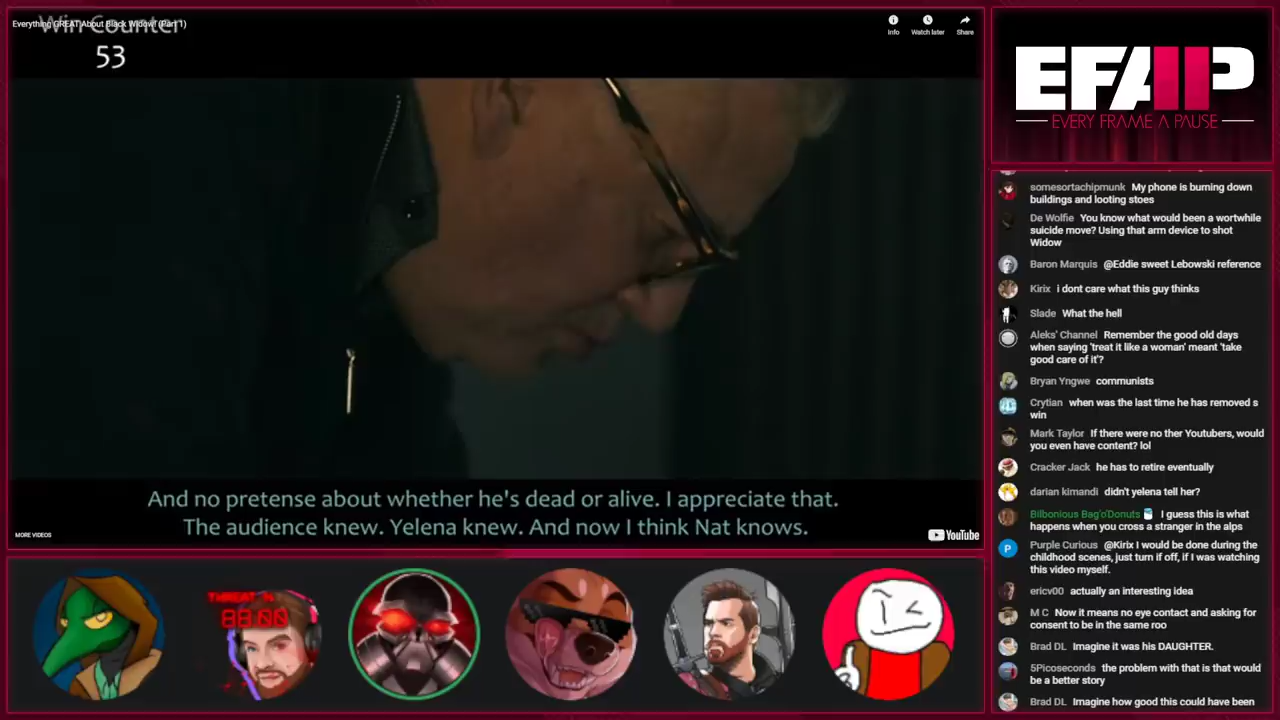 Everything GREAT About Black Widow! (Part 1)
Win Counter
53
Info
Watch later
Share
And no pretense about whether he's dead or alive. I appreciate that.
The audience knew. Yelena knew. And now I think Nat knows.
MORE VIDEOS
YouTube
THREAT IN
88:00
EFAP
EVERY FRAME A PAUSE
somesortachipmunk My phone is burning down
buildings and looting stoes
De Wolfie You know what would been a wortwhile
suicide move? Using that arm device to shot
Widow
Baron Marquis @Eddie sweet Lebowski reference
Kirix i dont care what this guy thinks
Slade What the hell
Aleks' Channel Remember the good old days
when saying 'treat it like a woman' meant 'take
good care of it'?
Bryan Yngwe communists
Crytian when was the last time he has removed s
win
Mark Taylor If there were no ther Youtubers, would
you even have content? lol
Cracker Jack he has to retire eventually
darian kimandi didn't yelena tell her?
Bilbonious Bag'o'Donuts I guess this is what
happens when you cross a stranger in the alps
P
Purple Curious @Kirix I would be done during the
childhood scenes, just turn if off, if I was watching
this video myself.
ericv00 actually an interesting idea
M C Now it means no eye contact and asking for
consent to be in the same roo
Brad DL Imagine it was his DAUGHTER.
5Picoseconds the problem with that is that would
be a better story
Brad DL Imagine how good this could have been